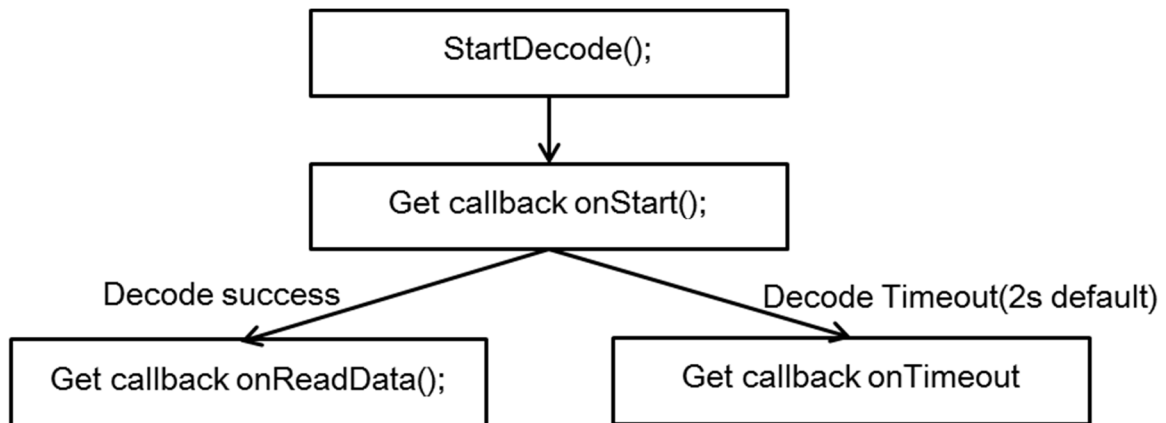 StartDecode();
Get callback onStart();
Decode success
Decode Timeout(2s default)
Get callback onReadData();
Get callback onTimeout